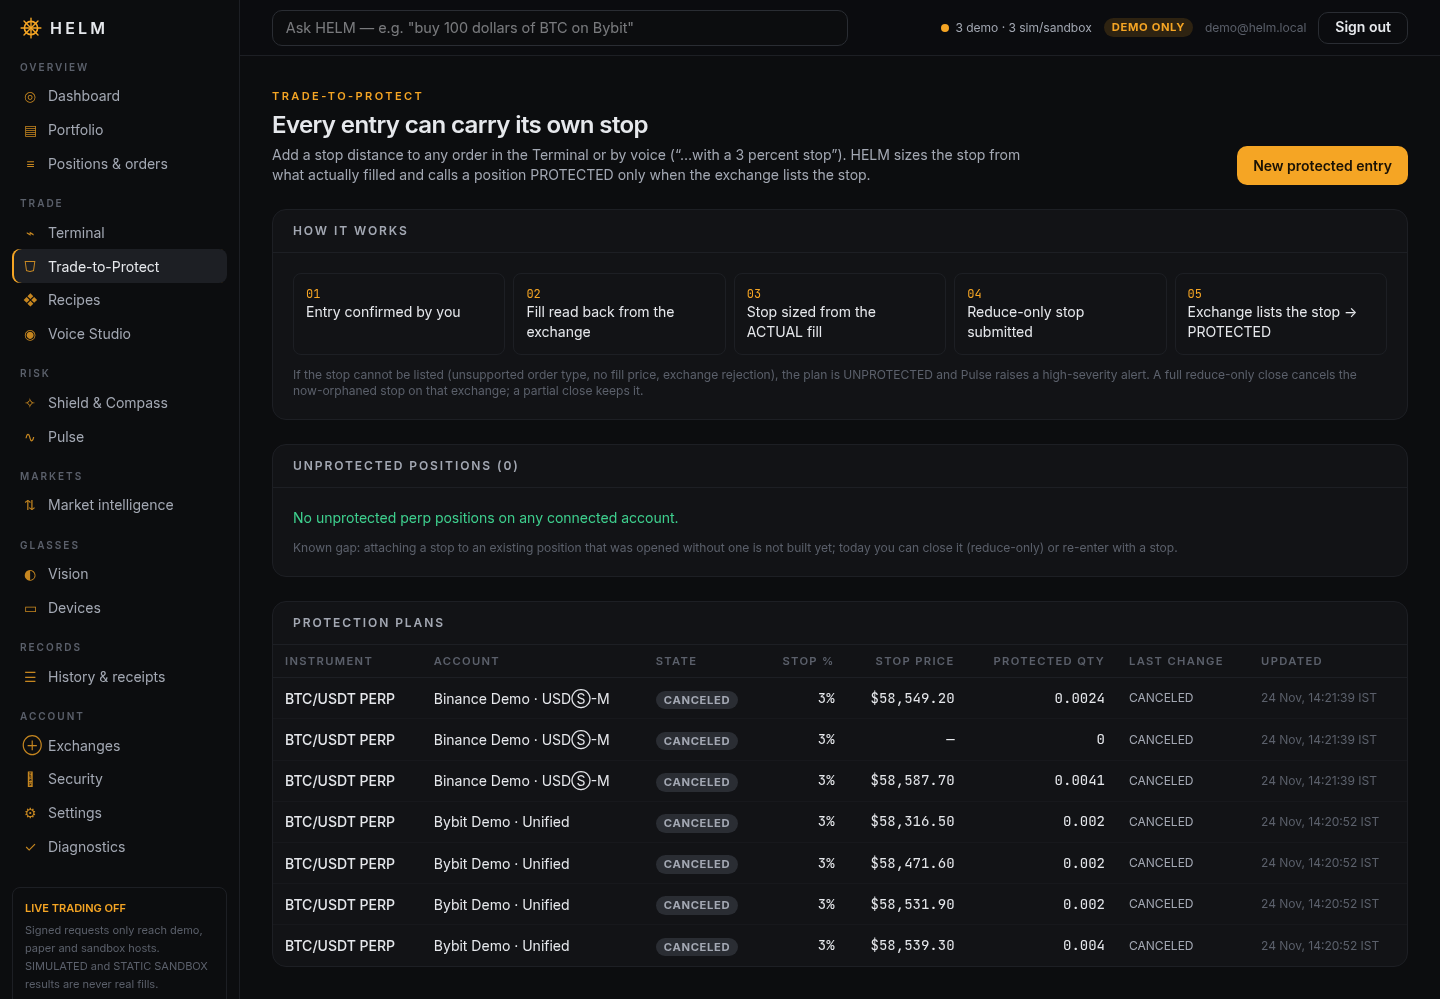 HELM
Ask HELM — e.g. "buy 100 dollars of BTC on Bybit"
3 demo · 3 sim/sandbox
DEMO ONLY
demo@helm.local
Sign out
OVERVIEW
Dashboard
Portfolio
Positions & orders
TRADE
Terminal
Trade-to-Protect
Recipes
Voice Studio
RISK
Shield & Compass
Pulse
MARKETS
Market intelligence
GLASSES
Vision
Devices
RECORDS
History & receipts
ACCOUNT
Exchanges
Security
Settings
Diagnostics
LIVE TRADING OFF
Signed requests only reach demo,
paper and sandbox hosts.
SIMULATED and STATIC SANDBOX
results are never real fills.
TRADE-TO-PROTECT
Every entry can carry its own stop
Add a stop distance to any order in the Terminal or by voice (“…with a 3 percent stop”). HELM sizes the stop from
what actually filled and calls a position PROTECTED only when the exchange lists the stop.
New protected entry
HOW IT WORKS
01
Entry confirmed by you
02
Fill read back from the
exchange
03
Stop sized from the
ACTUAL fill
04
Reduce-only stop
submitted
05
Exchange lists the stop →
PROTECTED
If the stop cannot be listed (unsupported order type, no fill price, exchange rejection), the plan is UNPROTECTED and Pulse raises a high-severity alert. A full reduce-only close cancels the
now-orphaned stop on that exchange; a partial close keeps it.
UNPROTECTED POSITIONS (0)
No unprotected perp positions on any connected account.
Known gap: attaching a stop to an existing position that was opened without one is not built yet; today you can close it (reduce-only) or re-enter with a stop.
PROTECTION PLANS
INSTRUMENT ACCOUNT STATE STOP % STOP PRICE PROTECTED QTY LAST CHANGE UPDATED
BTC/USDT PERP Binance Demo · USDⓈ-M CANCELED 3% $58,549.20 0.0024 CANCELED 24 Nov, 14:21:39 IST
BTC/USDT PERP Binance Demo · USDⓈ-M CANCELED 3% — 0 CANCELED 24 Nov, 14:21:39 IST
BTC/USDT PERP Binance Demo · USDⓈ-M CANCELED 3% $58,587.70 0.0041 CANCELED 24 Nov, 14:21:39 IST
BTC/USDT PERP Bybit Demo · Unified CANCELED 3% $58,316.50 0.002 CANCELED 24 Nov, 14:20:52 IST
BTC/USDT PERP Bybit Demo · Unified CANCELED 3% $58,471.60 0.002 CANCELED 24 Nov, 14:20:52 IST
BTC/USDT PERP Bybit Demo · Unified CANCELED 3% $58,531.90 0.002 CANCELED 24 Nov, 14:20:52 IST
BTC/USDT PERP Bybit Demo · Unified CANCELED 3% $58,539.30 0.004 CANCELED 24 Nov, 14:20:52 IST